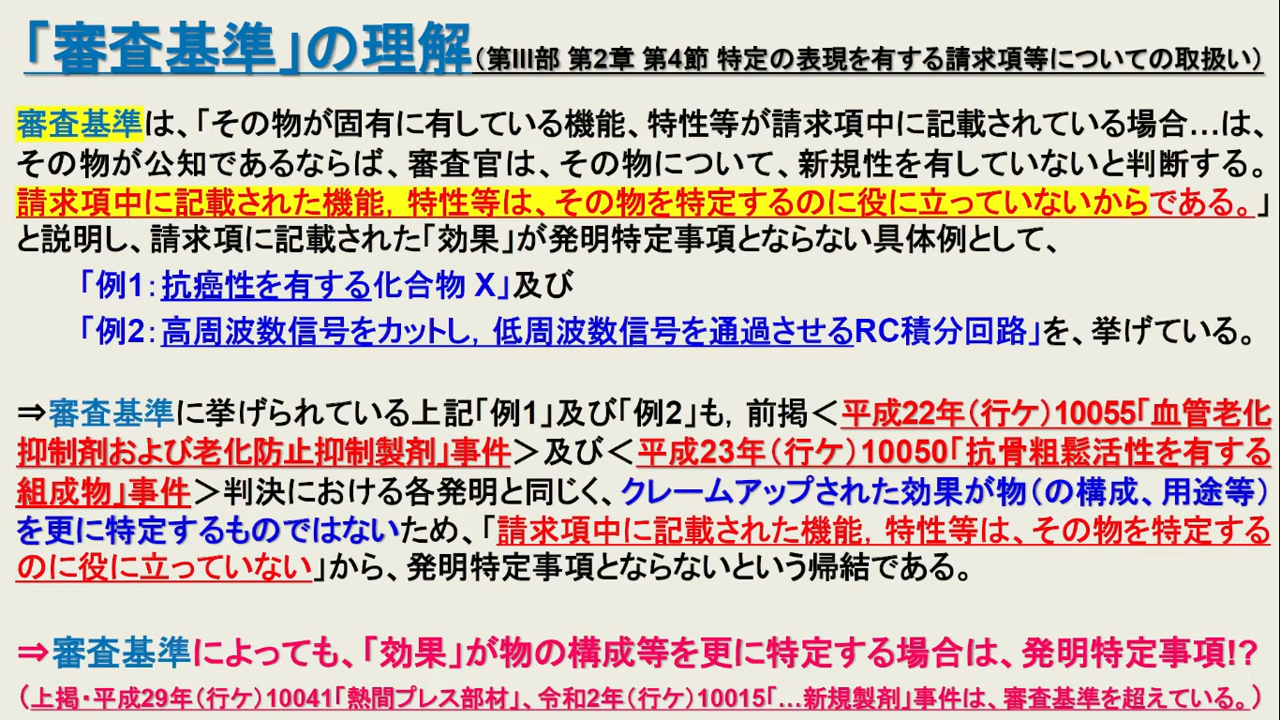 「審査基準」の理解(第III部 第2章 第4節 特定の表現を有する請求項等についての取扱い)
審査基準は、「その物が固有に有している機能、特性等が請求項中に記載されている場合…は、
その物が公知であるならば、審査官は、その物について、新規性を有していないと判断する。
請求項中に記載された機能, 特性等は、その物を特定するのに役に立っていないからである。」
と説明し、請求項に記載された「効果」が発明特定事項とならない具体例として、
「例1：抗癌性を有する化合物 X」及び
「例2：高周波数信号をカットし, 低周波数信号を通過させるRC積分回路」を、挙げている。
⇒審査基準に挙げられている上記「例1」及び「例2」も, 前掲＜平成22年(行ケ)10055「血管老化
抑制剤および老化防止抑制製剤」事件＞及び＜平成23年(行ケ)10050「抗骨粗鬆活性を有する
組成物」事件＞判決における各発明と同じく、クレームアップされた効果が物(の構成、用途等)
を更に特定するものではないため、「請求項中に記載された機能, 特性等は、その物を特定する
のに役に立っていない」から、発明特定事項とならないという帰結である。
⇒審査基準によっても、「効果」が物の構成等を更に特定する場合は、発明特定事項!?
(上掲・平成29年(行ケ)10041「熱間プレス部材」、令和2年(行ケ)10015「…新規製剤」事件は、審査基準を超えている。)